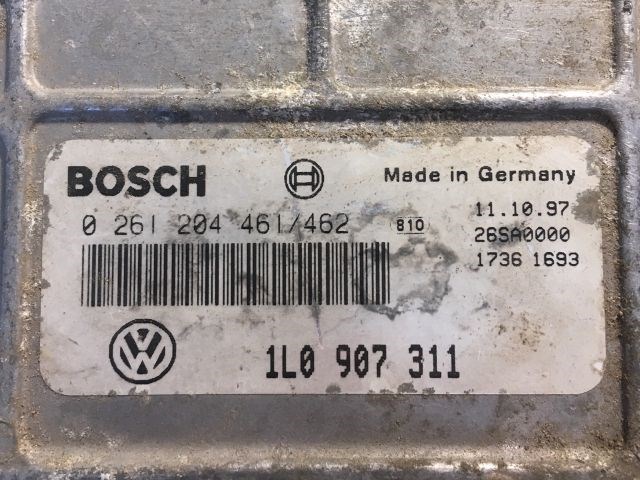 BOSCH Made in Germany
0 261 204 461/462 810 11.10.97
26SA0000
1736 1693
VW 1L0 907 311